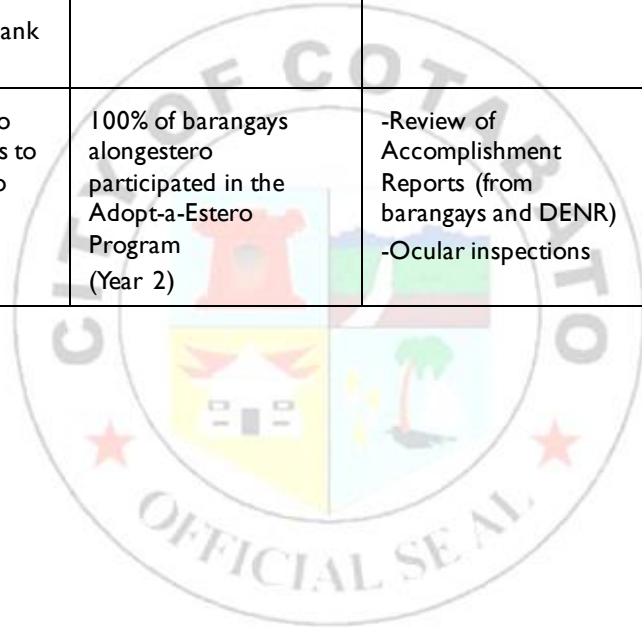 ank
o
s to
o
100% of barangays
alongestero
participated in the
Adopt-a-Estero
Program
(Year 2)
-Review of
Accomplishment
Reports (from
barangays and DENR)
-Ocular inspections
CITY OF COTABATO
OFFICIAL SEAL